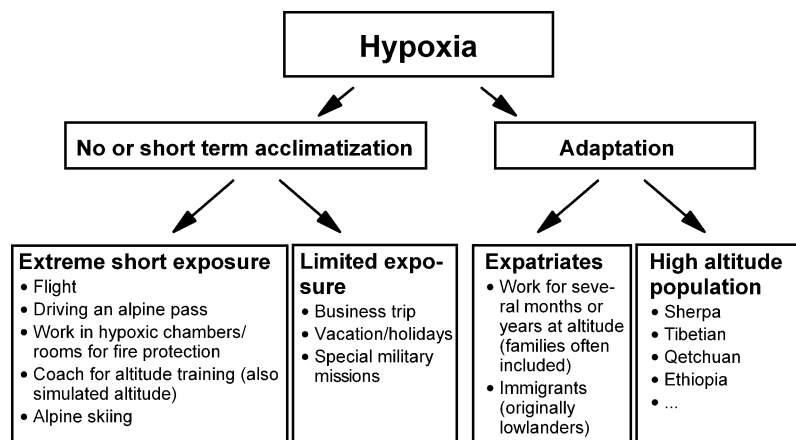 Hypoxia
No or short term acclimatization
Adaptation
Extreme short exposure
• Flight
• Driving an alpine pass
• Work in hypoxic chambers/
rooms for fire protection
• Coach for altitude training (also
simulated altitude)
• Alpine skiing
Limited expo-
sure
• Business trip
• Vacation/holidays
• Special military
missions
Expatriates
• Work for seve-
ral months or
years at altitude
(families often
included)
• Immigrants
(originally
lowlanders)
High altitude
population
• Sherpa
• Tibetian
• Qetchuan
• Ethiopia
• ...